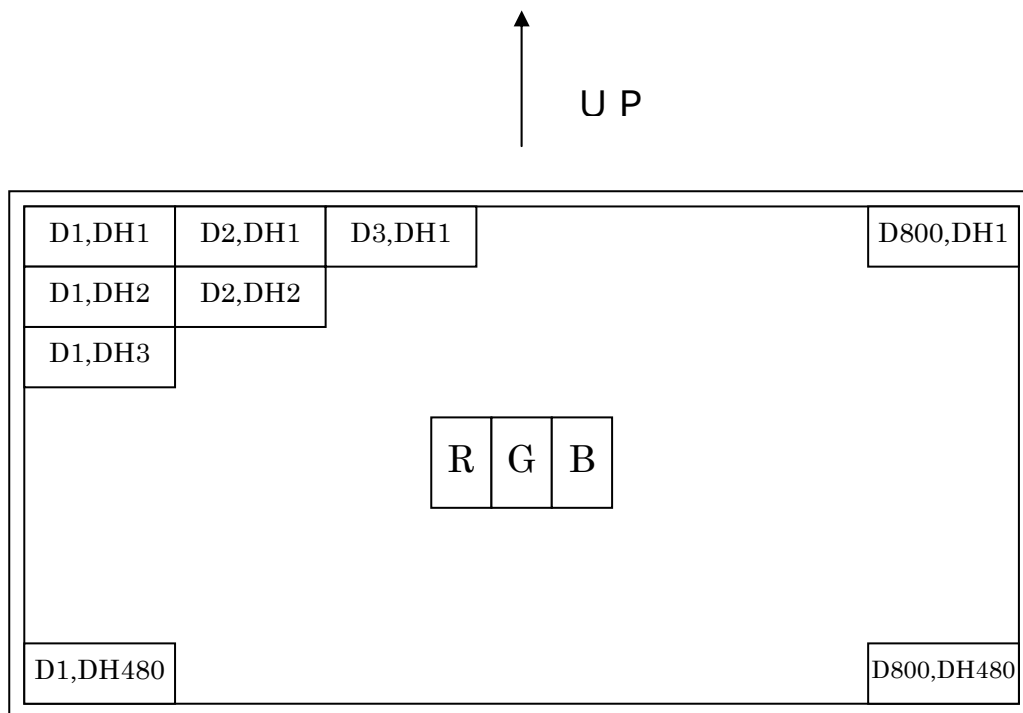 UP
D1,DH1 D2,DH1 D3,DH1 D800,DH1
D1,DH2 D2,DH2
D1,DH3
R G B
D1,DH480 D800,DH480